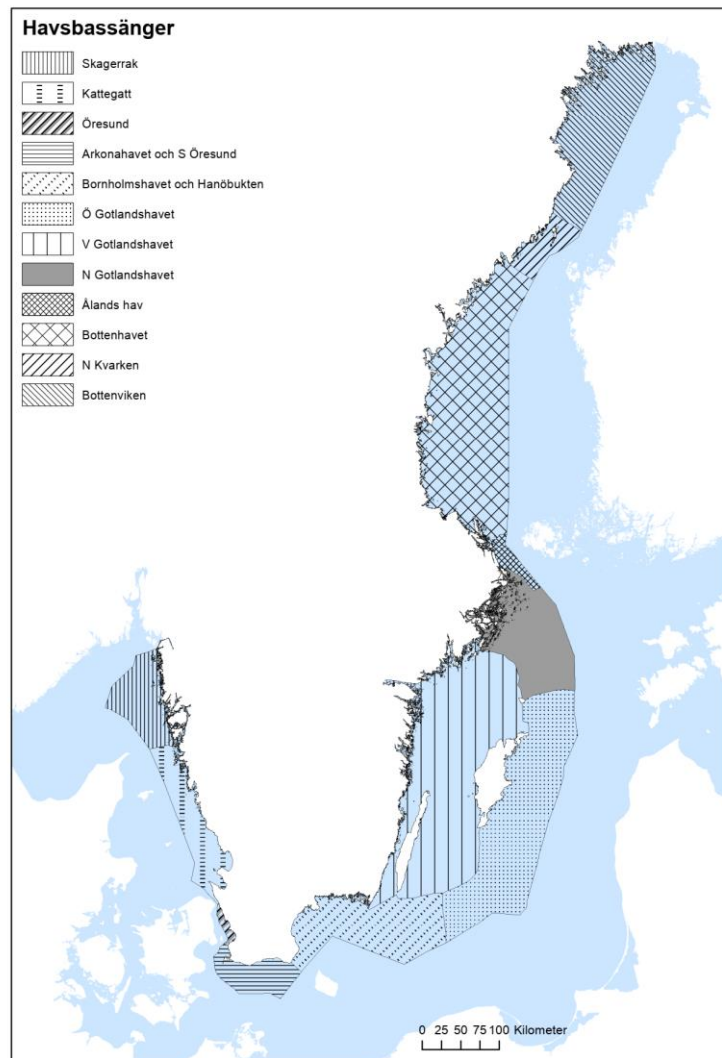 Havsbassänger
Skagerrak
Kattegatt
Öresund
Arkonahavet och S Öresund
Bornholmshavet och Hanöbukten
Ö Gotlandshavet
V Gotlandshavet
N Gotlandshavet
Ålands hav
Bottenhavet
N Kvarken
Bottenviken
0 25 50 75 100 Kilometer